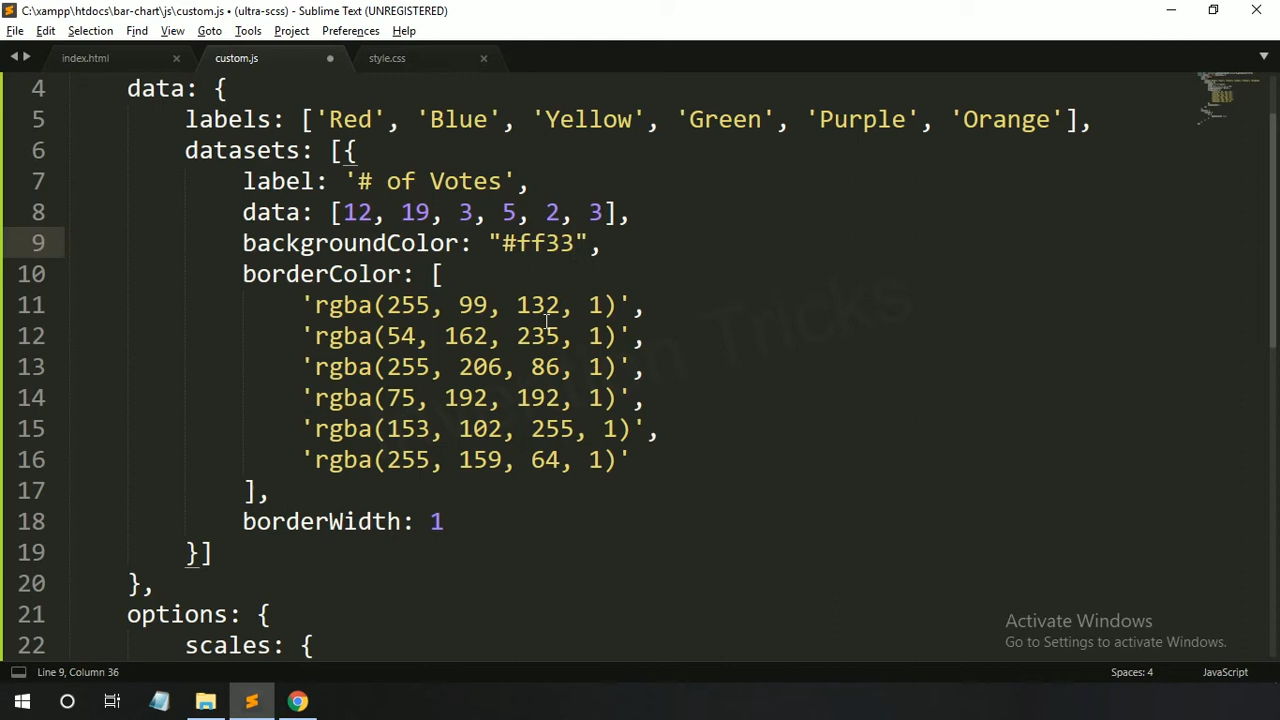 C:\xampp\htdocs\bar-chart\js\custom.js • (ultra-scss) - Sublime Text (UNREGISTERED)
File Edit Selection Find View Goto Tools Project Preferences Help
index.html custom.js style.css
4 data: {
5 labels: ['Red', 'Blue', 'Yellow', 'Green', 'Purple', 'Orange'],
6 datasets: [{
7 label: '# of Votes',
8 data: [12, 19, 3, 5, 2, 3],
9 backgroundColor: "#ff33",
10 borderColor: [
11 'rgba(255, 99, 132, 1)',
12 'rgba(54, 162, 235, 1)',
13 'rgba(255, 206, 86, 1)',
14 'rgba(75, 192, 192, 1)',
15 'rgba(153, 102, 255, 1)',
16 'rgba(255, 159, 64, 1)'
17 ],
18 borderWidth: 1
19 }]
20 },
21 options: {
22 scales: {
Tricks
Activate Windows
Go to Settings to activate Windows.
Line 9, Column 36 Spaces: 4 JavaScript